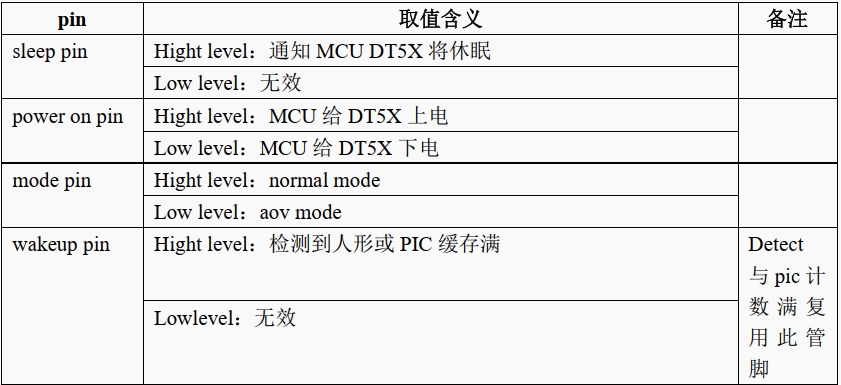 pin 取值含义 备注
sleep pin Hight level：通知 MCU DT5X 将休眠
Low level：无效
power on pin Hight level：MCU 给 DT5X 上电
Low level：MCU 给 DT5X 下电
mode pin Hight level：normal mode
Low level：aov mode
wakeup pin Hight level：检测到人形或 PIC 缓存满
Lowlevel：无效
Detect
与 pic 计
数满复
用此管
脚